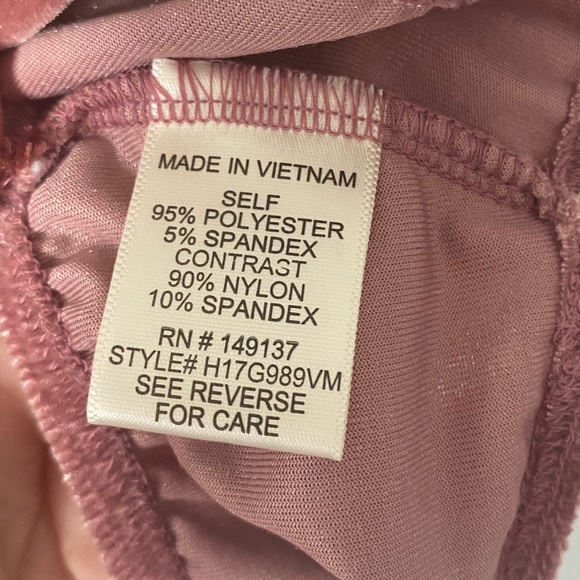 MADE IN VIETNAM
SELF
95% POLYESTER
5% SPANDEX
CONTRAST
90% NYLON
10% SPANDEX
RN # 149137
STYLE# H17G989VM
SEE REVERSE
FOR CARE